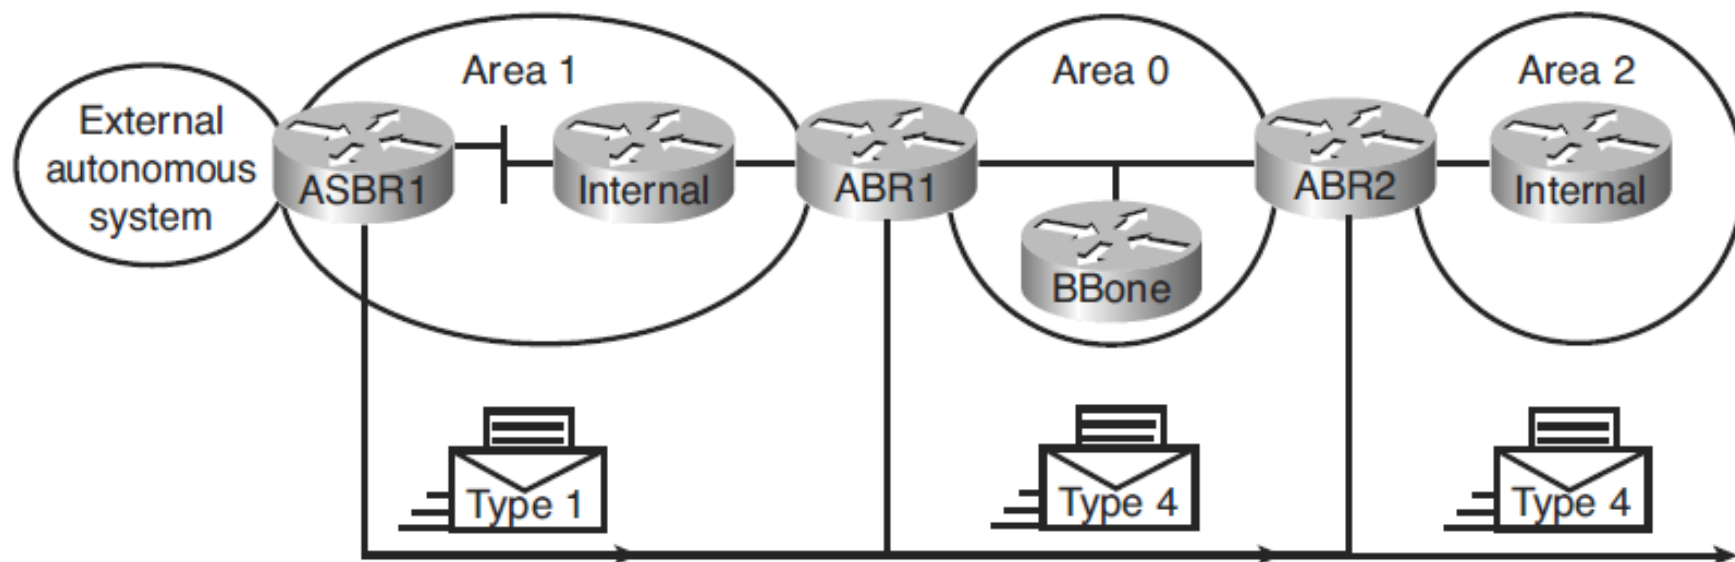 Area 1
Area 0
Area 2
External
autonomous
system
ASBR1
Internal
ABR1
BBone
ABR2
Internal
Type 1
Type 4
Type 4